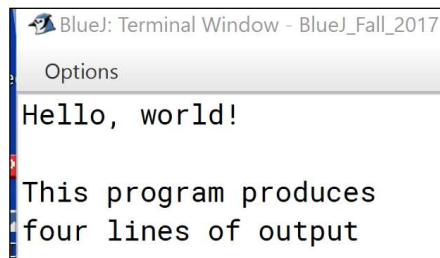 BlueJ: Terminal Window - BlueJ_Fall_2017
Options
Hello, world!

This program produces
four lines of output